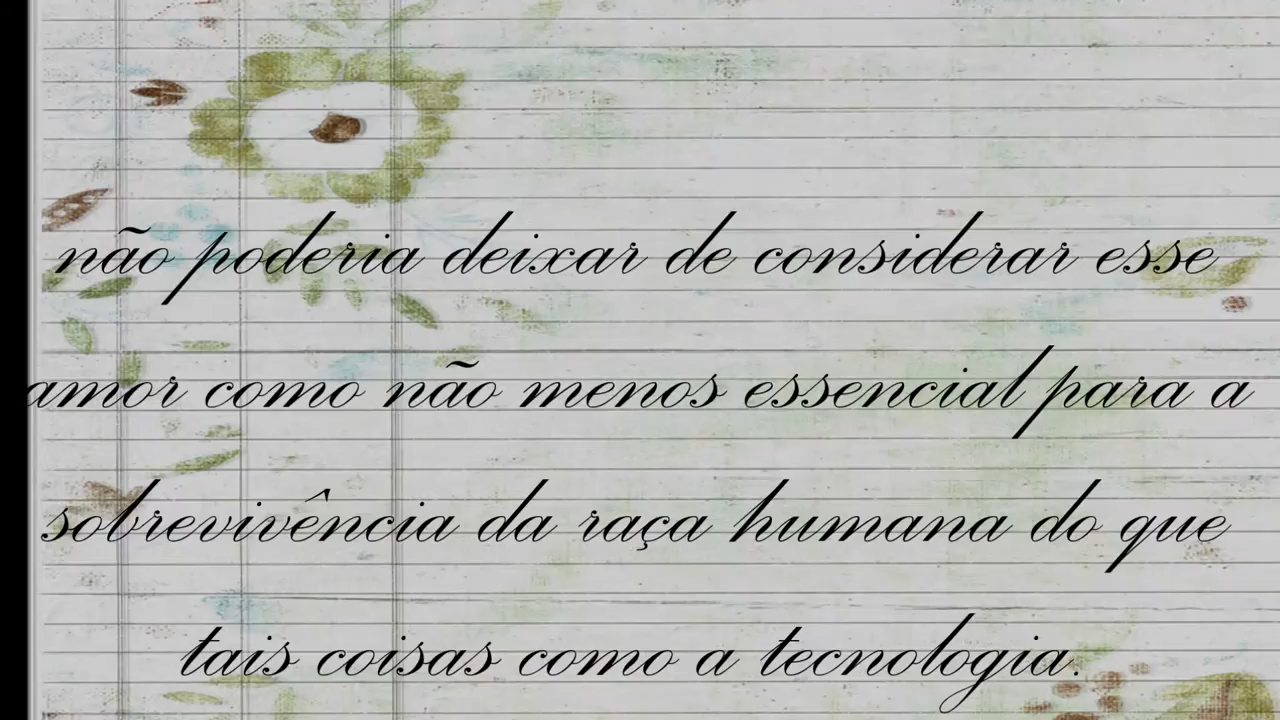 não poderia deixar de considerar esse
amor como não menos essencial para a
sobrevivência da raça humana do que
tais coisas como a tecnologia.